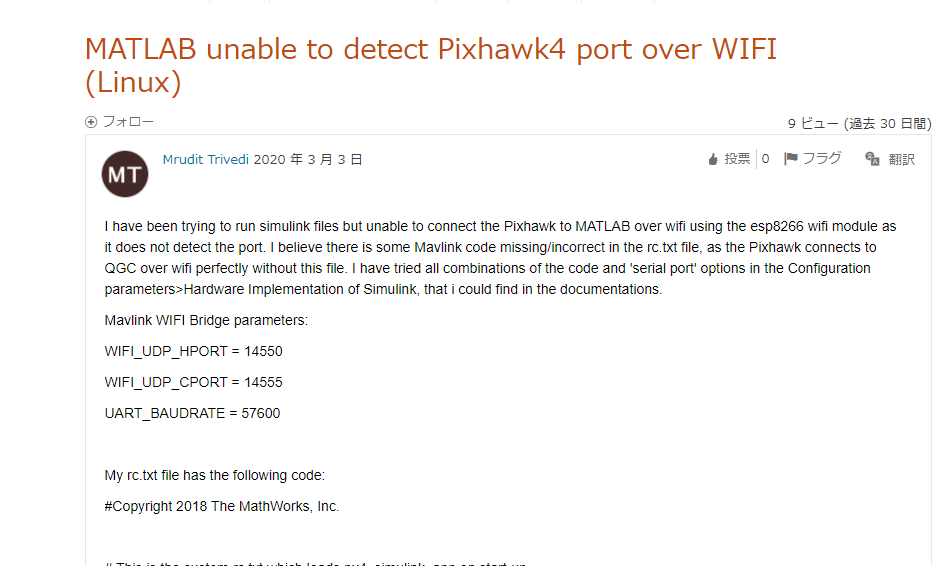 MATLAB unable to detect Pixhawk4 port over WIFI
(Linux)
フォロー
9 ビュー (過去 30 日間)
MT
Mrudit Trivedi 2020 年 3 月 3 日
投票 0 フラグ 翻訳
I have been trying to run simulink files but unable to connect the Pixhawk to MATLAB over wifi using the esp8266 wifi module as
it does not detect the port. I believe there is some Mavlink code missing/incorrect in the rc.txt file, as the Pixhawk connects to
QGC over wifi perfectly without this file. I have tried all combinations of the code and 'serial port' options in the Configuration
parameters>Hardware Implementation of Simulink, that i could find in the documentations.
Mavlink WIFI Bridge parameters:
WIFI_UDP_HPORT = 14550
WIFI_UDP_CPORT = 14555
UART_BAUDRATE = 57600
My rc.txt file has the following code:
#Copyright 2018 The MathWorks, Inc.
# This is the custom rc.txt which loads px4_simulink_app on start up